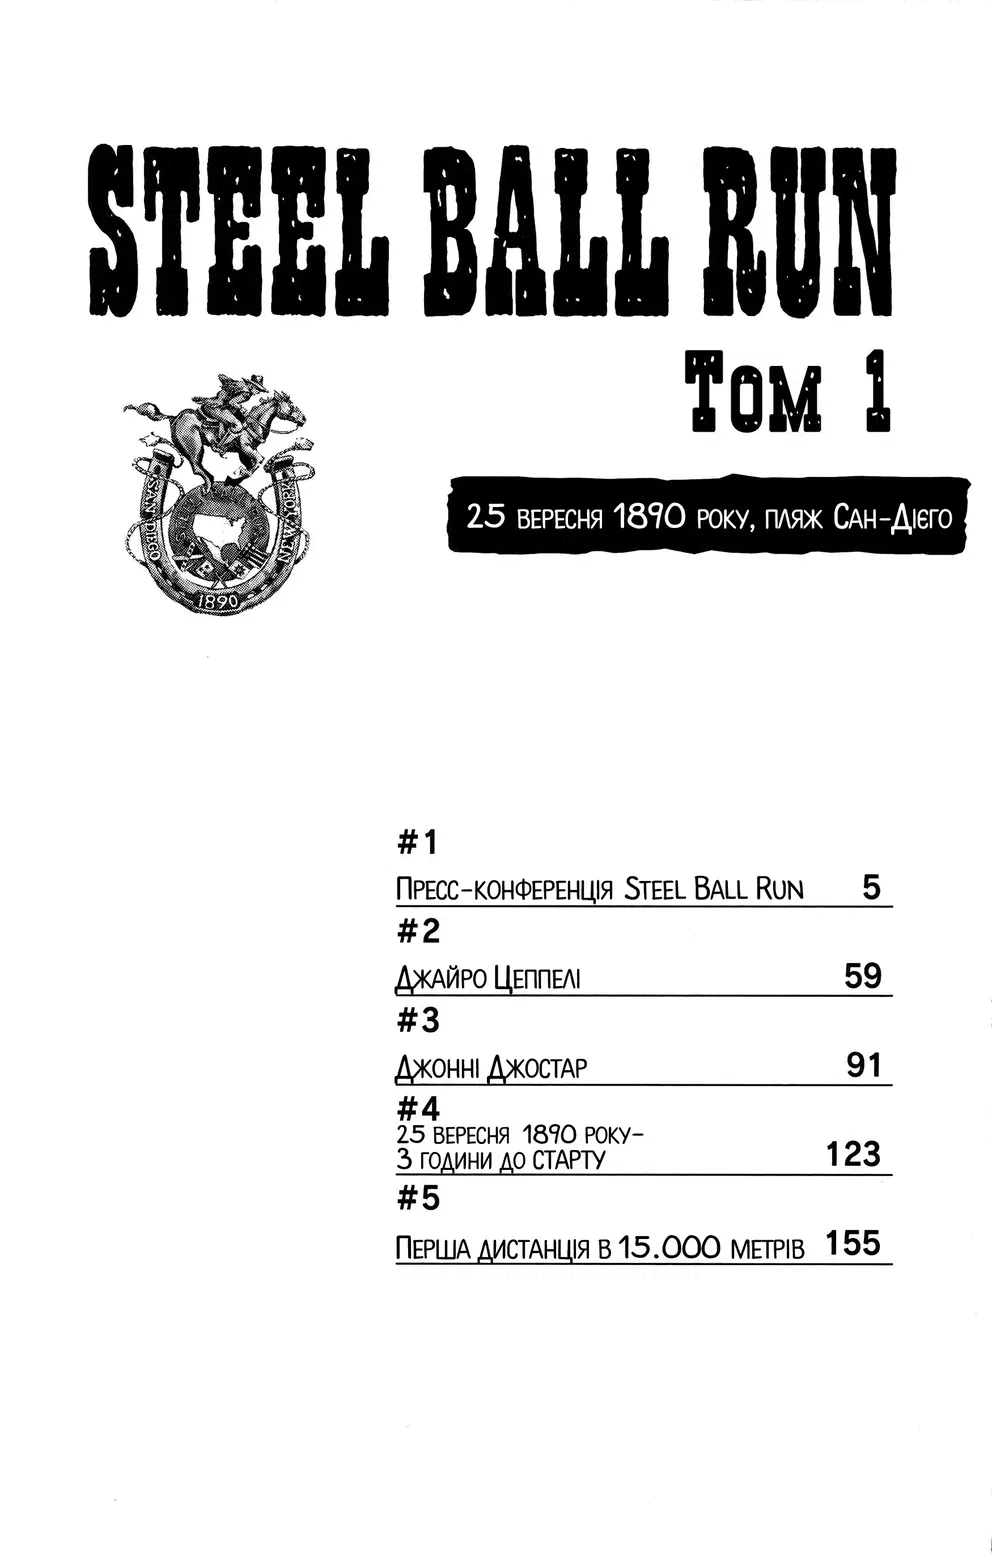 STEEL BALL RUN
Том 1
25 вересня 1890 року, пляж Сан-Дієго
SAN DIEGO
NEW YORK
1890
#1
Пресс-конференція Steel Ball Run 5
#2
Джайро Цеппелі 59
#3
Джонні Джостар 91
#4
25 вересня 1890 року-
3 години до старту 123
#5
Перша дистанція в 15.000 метрів 155